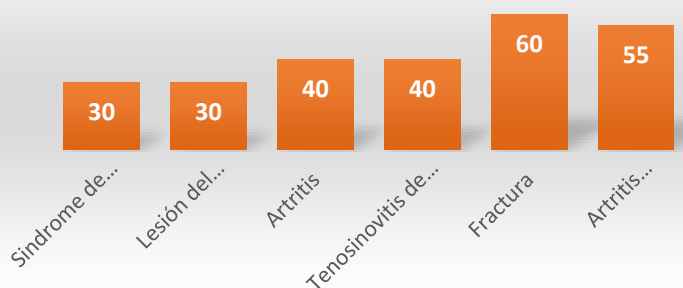 30
30
40
40
60
55
Sindrome de...
Lesión del...
Artritis
Tenosinovitis de...
Fractura
Artritis...